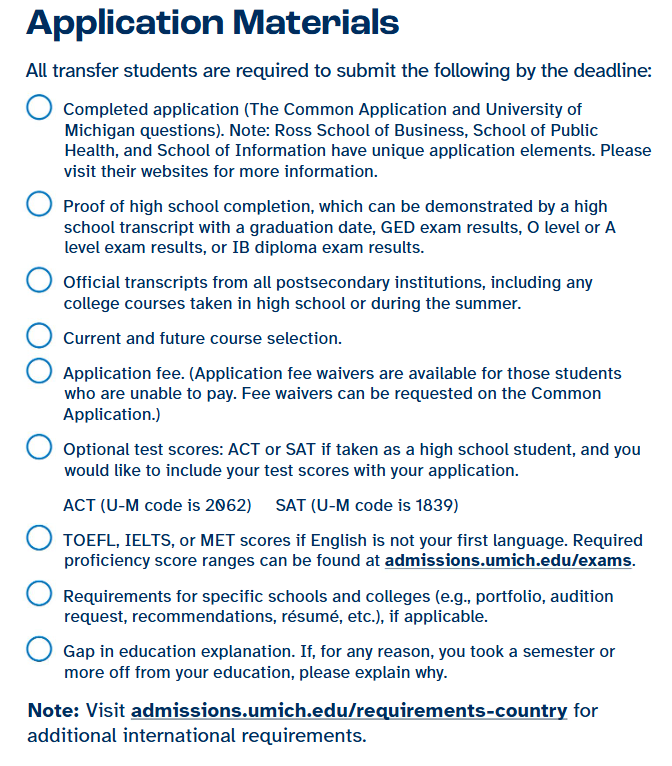 Application Materials
All transfer students are required to submit the following by the deadline:
Completed application (The Common Application and University of
Michigan questions). Note: Ross School of Business, School of Public
Health, and School of Information have unique application elements. Please
visit their websites for more information.
Proof of high school completion, which can be demonstrated by a high
school transcript with a graduation date, GED exam results, O level or A
level exam results, or IB diploma exam results.
Official transcripts from all postsecondary institutions, including any
college courses taken in high school or during the summer.
Current and future course selection.
Application fee. (Application fee waivers are available for those students
who are unable to pay. Fee waivers can be requested on the Common
Application.)
Optional test scores: ACT or SAT if taken as a high school student, and you
would like to include your test scores with your application.
ACT (U-M code is 2062) SAT (U-M code is 1839)
TOEFL, IELTS, or MET scores if English is not your first language. Required
proficiency score ranges can be found at admissions.umich.edu/exams.
Requirements for specific schools and colleges (e.g., portfolio, audition
request, recommendations, résumé, etc.), if applicable.
Gap in education explanation. If, for any reason, you took a semester or
more off from your education, please explain why.
Note: Visit admissions.umich.edu/requirements-country for
additional international requirements.